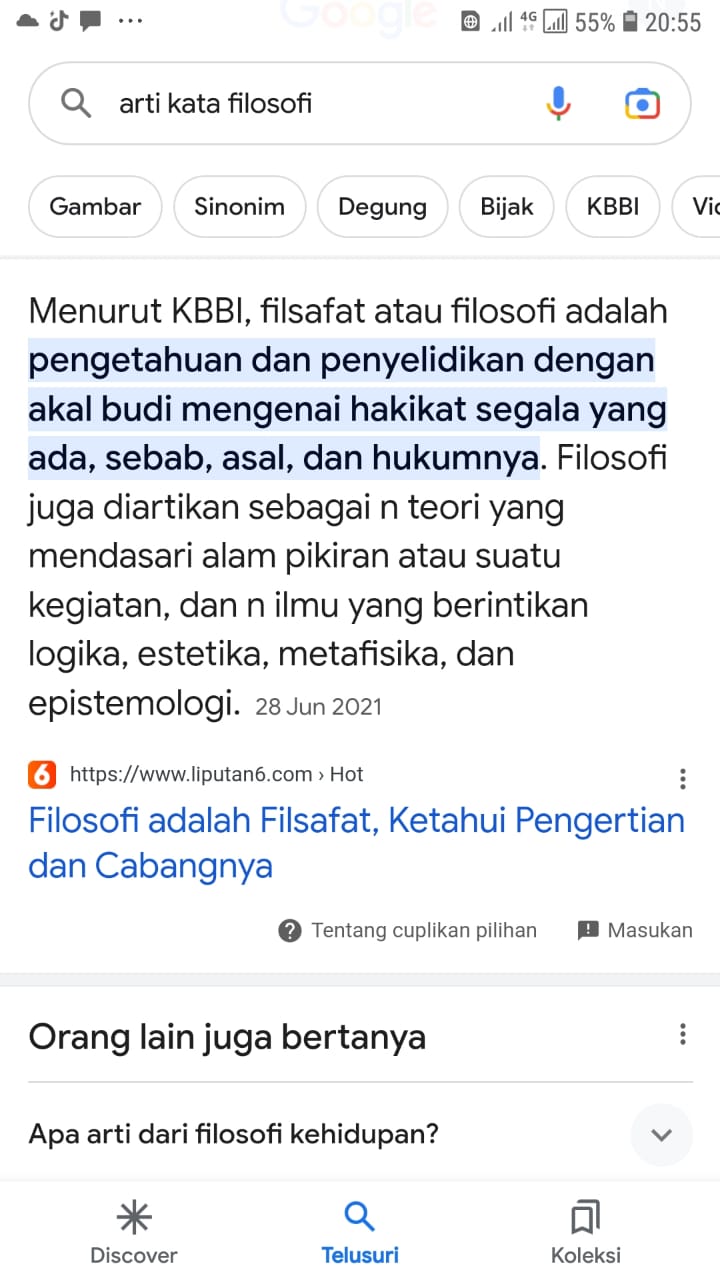 Google
4G 55% 20:55
arti kata filosofi
Gambar Sinonim Degung Bijak KBBI Vic
Menurut KBBI, filsafat atau filosofi adalah
pengetahuan dan penyelidikan dengan
akal budi mengenai hakikat segala yang
ada, sebab, asal, dan hukumnya. Filosofi
juga diartikan sebagai n teori yang
mendasari alam pikiran atau suatu
kegiatan, dan n ilmu yang berintikan
logika, estetika, metafisika, dan
epistemologi. 28 Jun 2021
https://www.liputan6.com › Hot
Filosofi adalah Filsafat, Ketahui Pengertian
dan Cabangnya
Tentang cuplikan pilihan Masukan
Orang lain juga bertanya
Apa arti dari filosofi kehidupan?
Discover Telusuri Koleksi